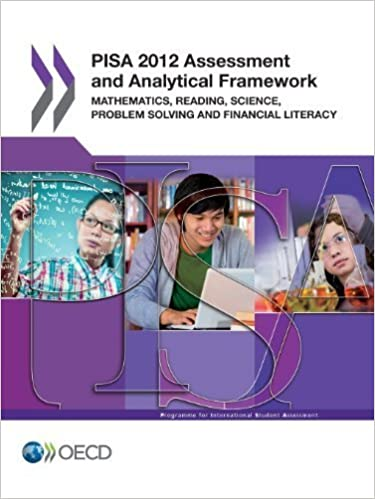 PISA 2012 Assessment
and Analytical Framework
MATHEMATICS, READING, SCIENCE,
PROBLEM SOLVING AND FINANCIAL LITERACY
PISA
Programme for International Student Assessment
OECD